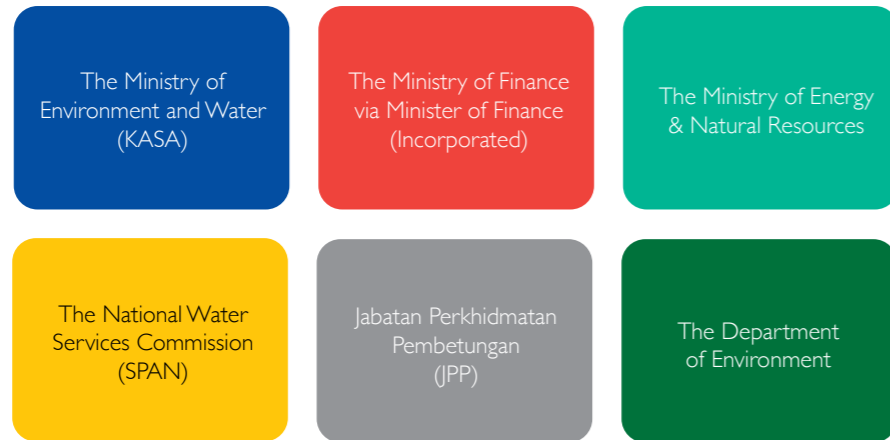 The Ministry of
Environment and Water
(KASA)
The Ministry of Finance
via Minister of Finance
(Incorporated)
The Ministry of Energy
& Natural Resources
The National Water
Services Commission
(SPAN)
Jabatan Perkhidmatan
Pembetungan
(JPP)
The Department
of Environment